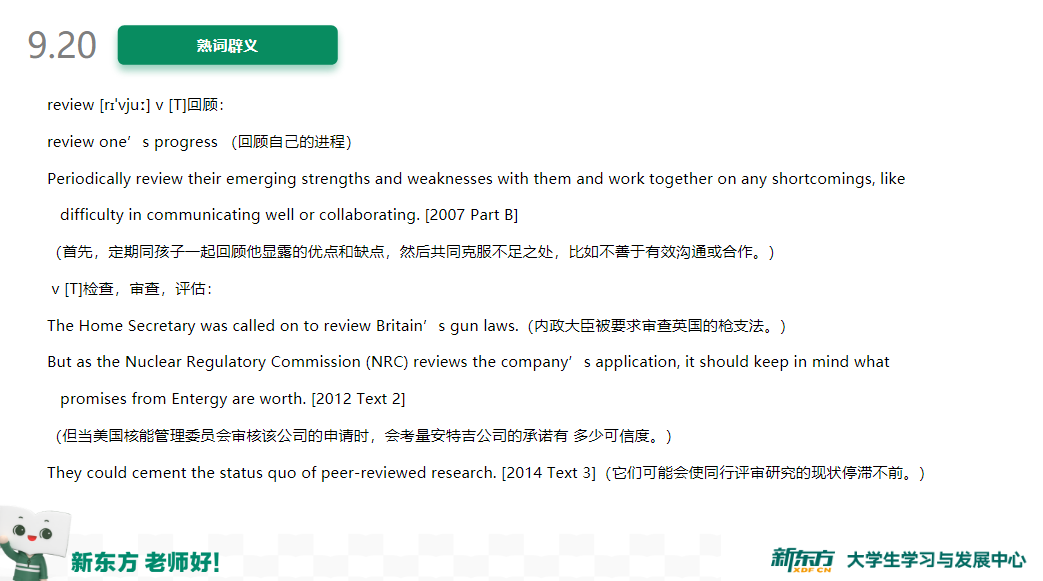 9.20
熟词辟义
review [rɪ'vjuː] v [T]回顾：
review one’s progress （回顾自己的进程）
Periodically review their emerging strengths and weaknesses with them and work together on any shortcomings, like
difficulty in communicating well or collaborating. [2007 Part B]
（首先，定期同孩子一起回顾他显露的优点和缺点，然后共同克服不足之处，比如不善于有效沟通或合作。）
v [T]检查，审查，评估：
The Home Secretary was called on to review Britain’s gun laws.（内政大臣被要求审查英国的枪支法。）
But as the Nuclear Regulatory Commission (NRC) reviews the company’s application, it should keep in mind what
promises from Entergy are worth. [2012 Text 2]
（但当美国核能管理委员会审核该公司的申请时，会考量安特吉公司的承诺有 多少可信度。）
They could cement the status quo of peer-reviewed research. [2014 Text 3]（它们可能会使同行评审研究的现状停滞不前。）
新东方 老师好!
新东方 XDF.CN 大学生学习与发展中心